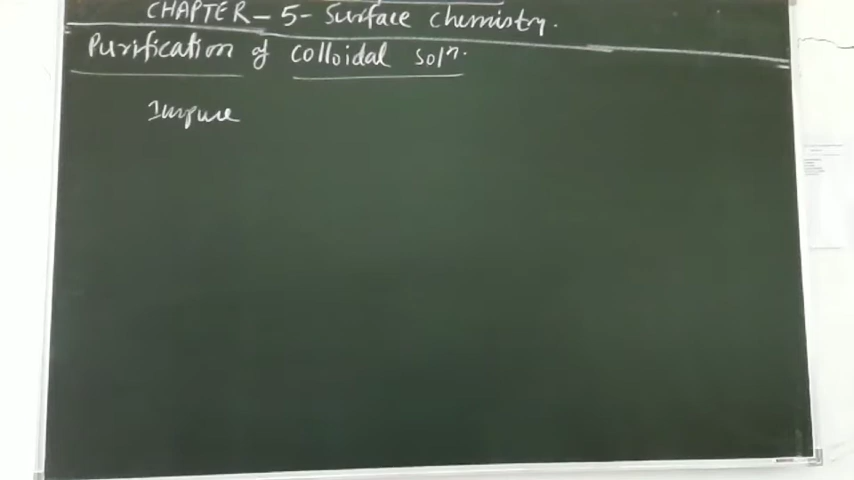 CHAPTER - 5 - Surface chemistry.
Purification of colloidal solⁿ.
Impure